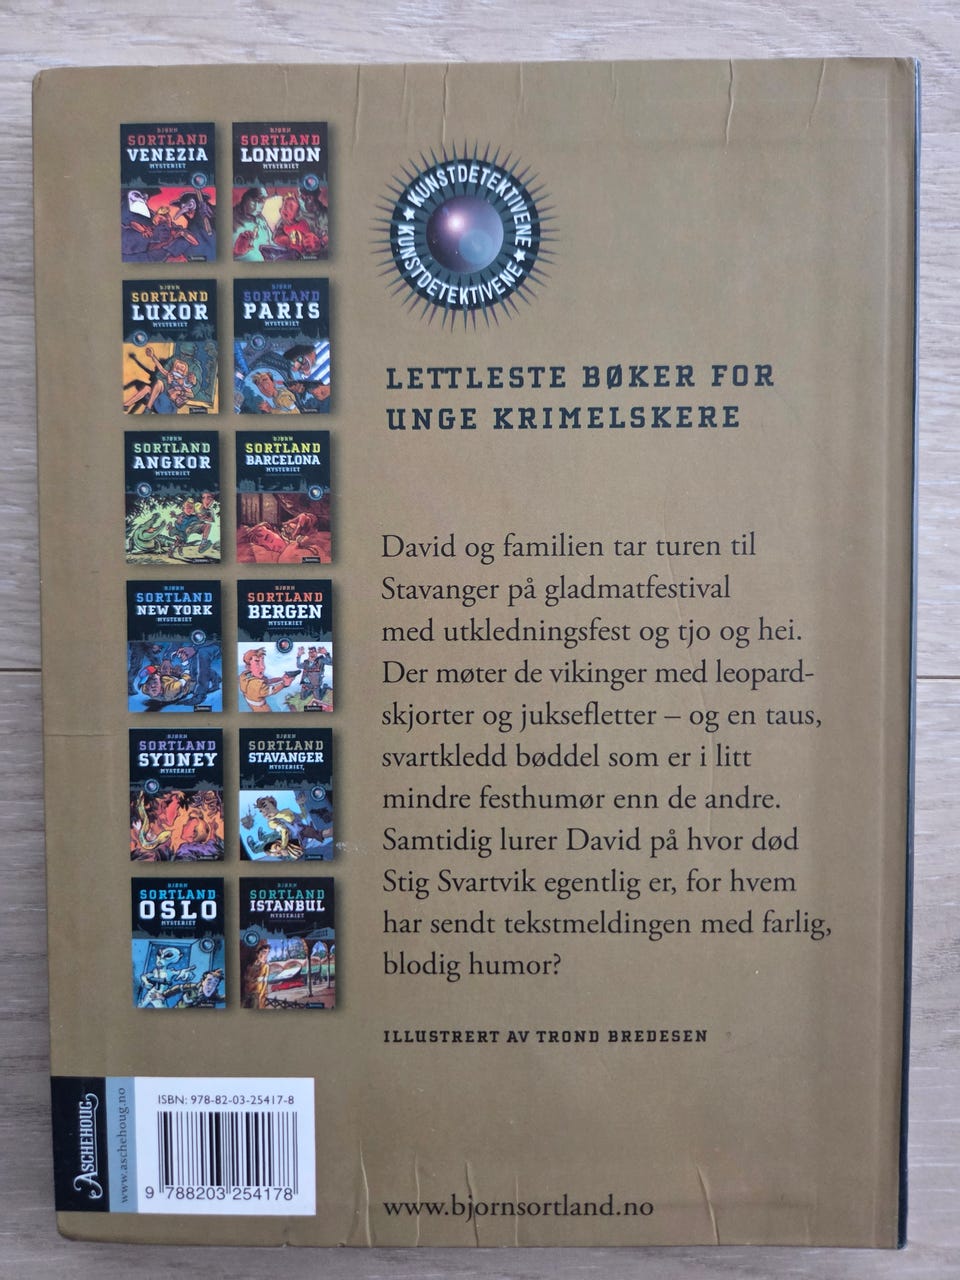 BJØRN
SORTLAND
VENEZIA
MYSTERIET
BJØRN
SORTLAND
LONDON
MYSTERIET
BJØRN
SORTLAND
LUXOR
MYSTERIET
BJØRN
SORTLAND
PARIS
MYSTERIET
BJØRN
SORTLAND
ANGKOR
MYSTERIET
BJØRN
SORTLAND
BARCELONA
MYSTERIET
BJØRN
SORTLAND
NEW YORK
MYSTERIET
BJØRN
SORTLAND
BERGEN
MYSTERIET
BJØRN
SORTLAND
SYDNEY
MYSTERIET
BJØRN
SORTLAND
STAVANGER
MYSTERIET
BJØRN
SORTLAND
OSLO
MYSTERIET
BJØRN
SORTLAND
ISTANBUL
MYSTERIET
KUNSTDETEKTIVENE
KUNSTDETEKTIVENE
LETTLESTE BØKER FOR
UNGE KRIMELSKERE
David og familien tar turen til
Stavanger på gladmatfestival
med utkledningsfest og tjo og hei.
Der møter de vikinger med leopard-
skjorter og juksefletter – og en taus,
svartkledd bøddel som er i litt
mindre festhumør enn de andre.
Samtidig lurer David på hvor død
Stig Svartvik egentlig er, for hvem
har sendt tekstmeldingen med farlig,
blodig humor?
ILLUSTRERT AV TROND BREDESEN
ASCHEHOUG
www.aschehoug.no
ISBN: 978-82-03-25417-8
9 788203 254178
www.bjornsortland.no